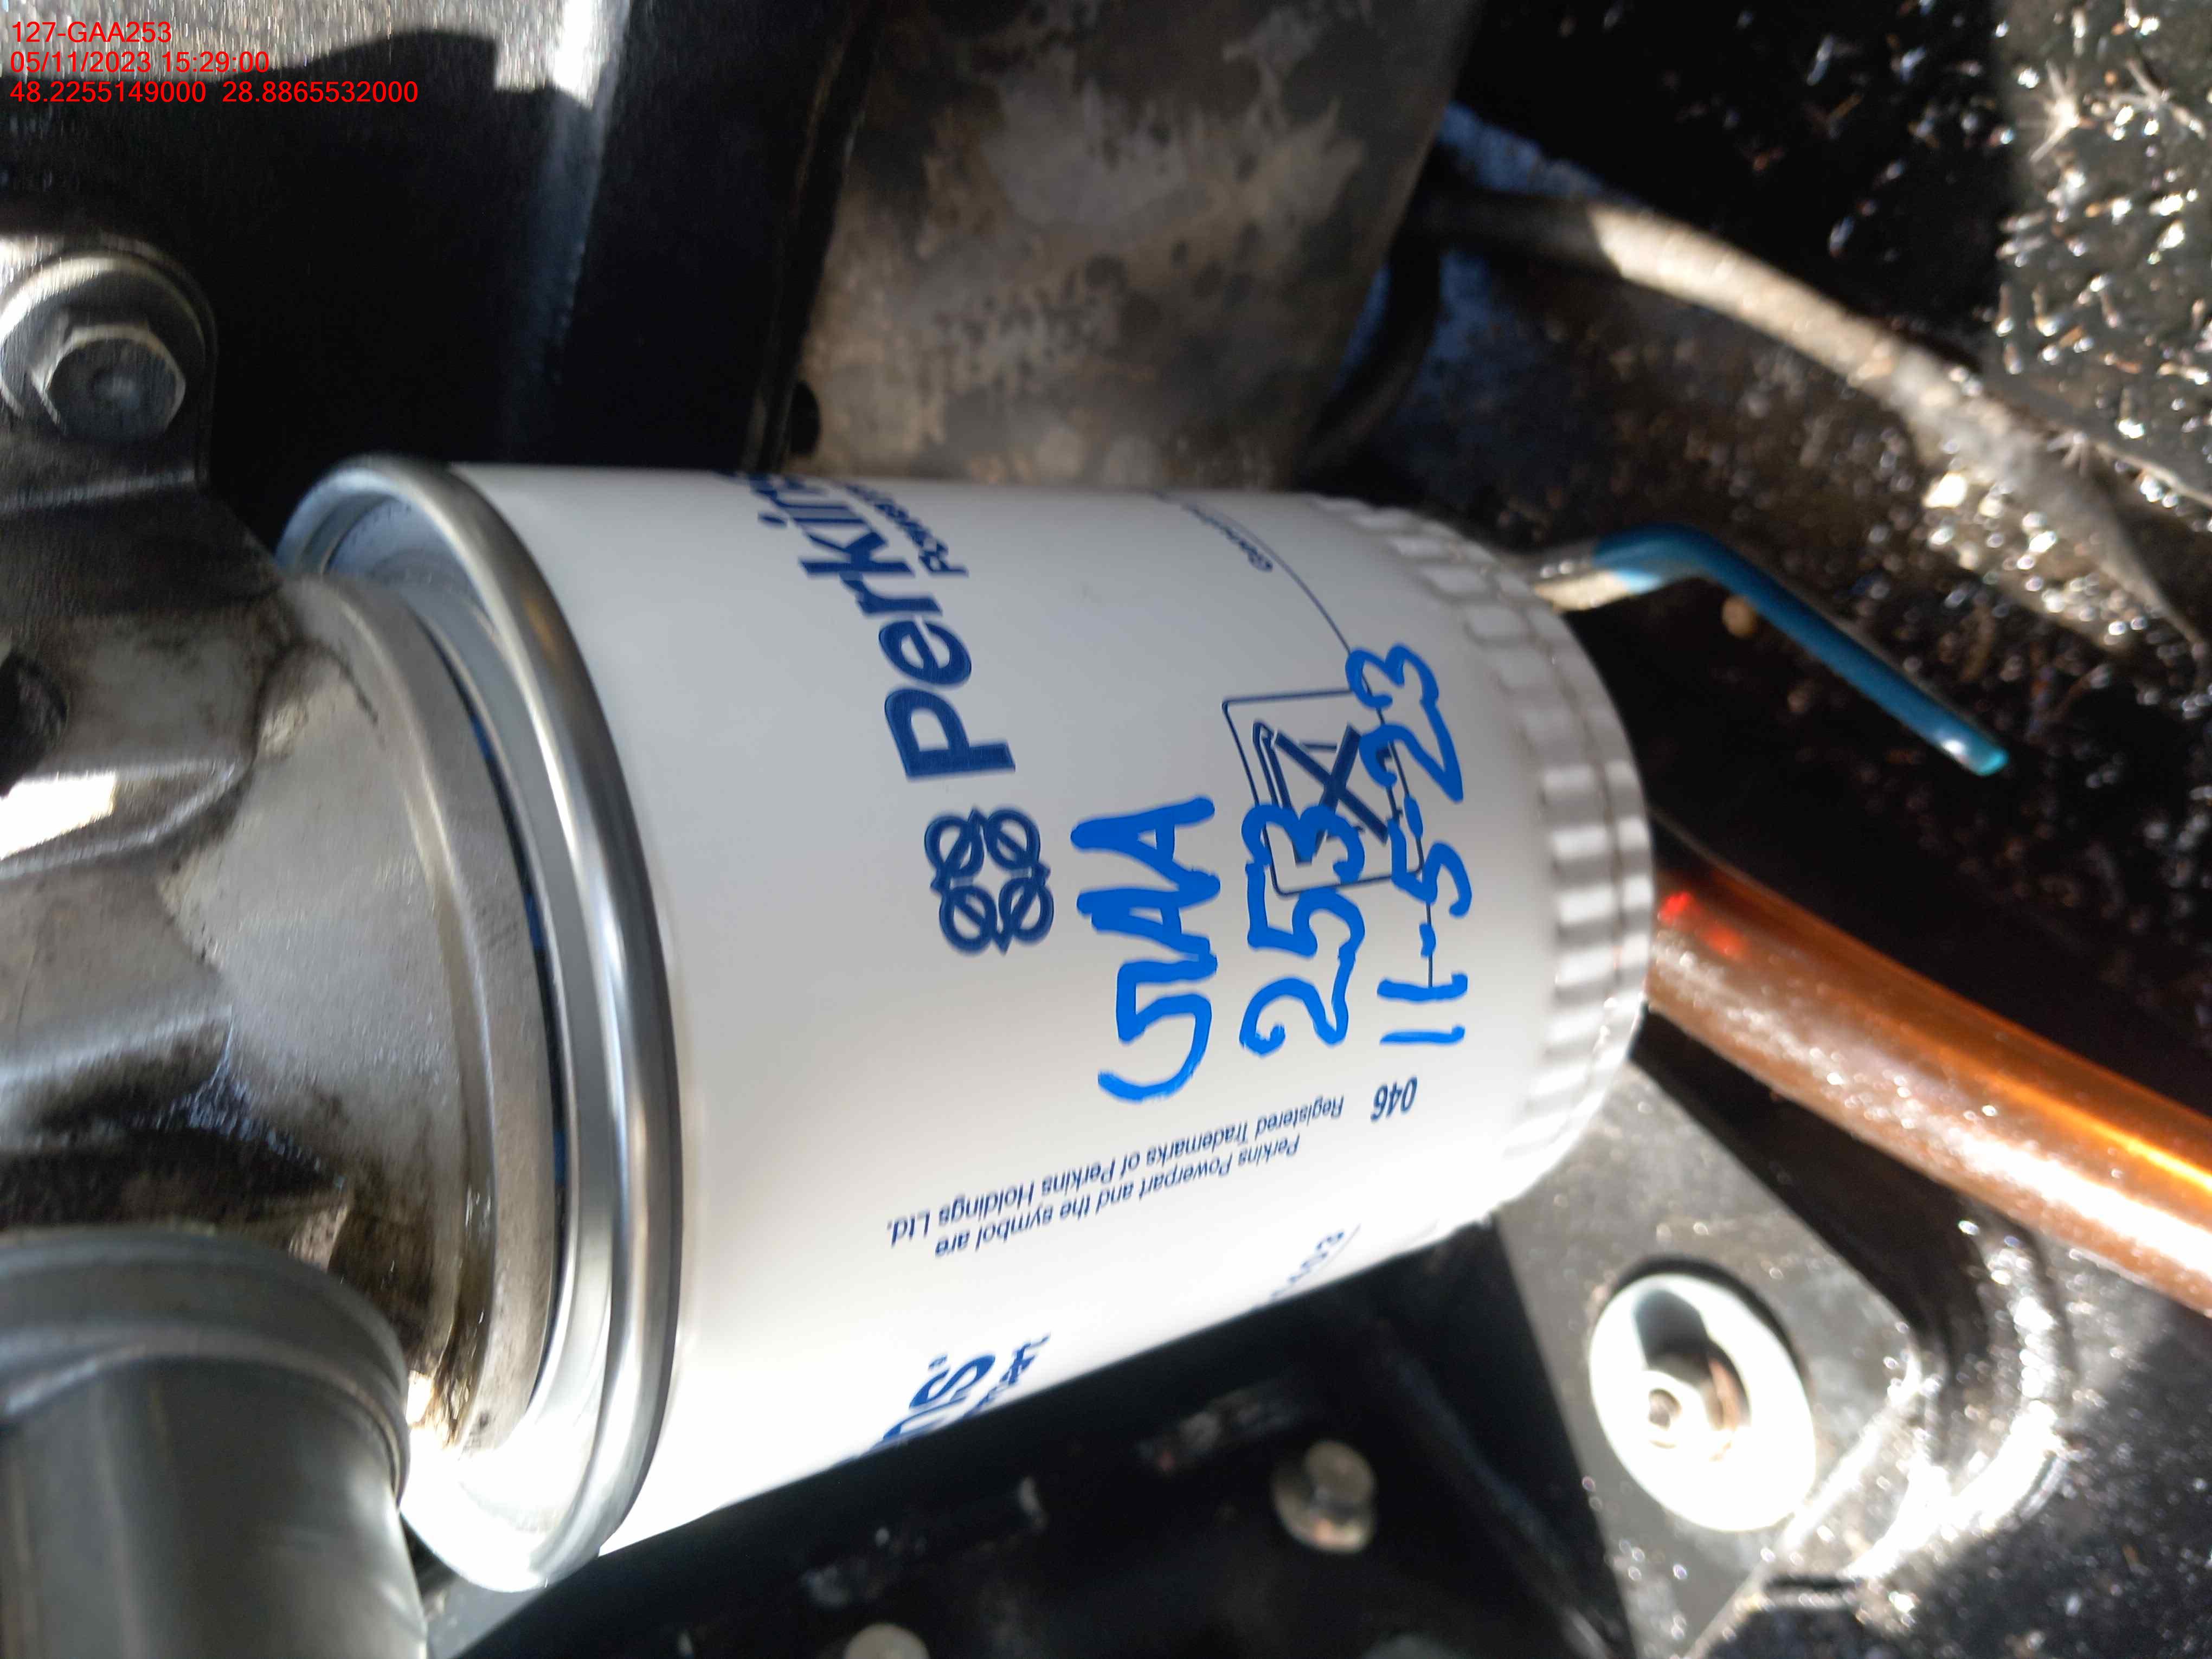 127-GAA253
05/11/2023 15:29:00
48.2255149000 28.8865532000
Perkins
GAA
253
11-5-23
046
Perkins Powerpart and the symbol are
Registered Trademarks of Perkins Holdings Ltd.